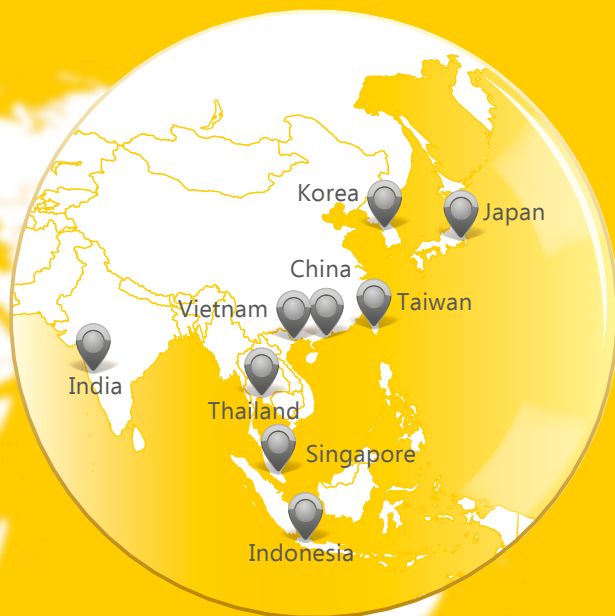 Korea
Japan
China
Vietnam
Taiwan
India
Thailand
Singapore
Indonesia